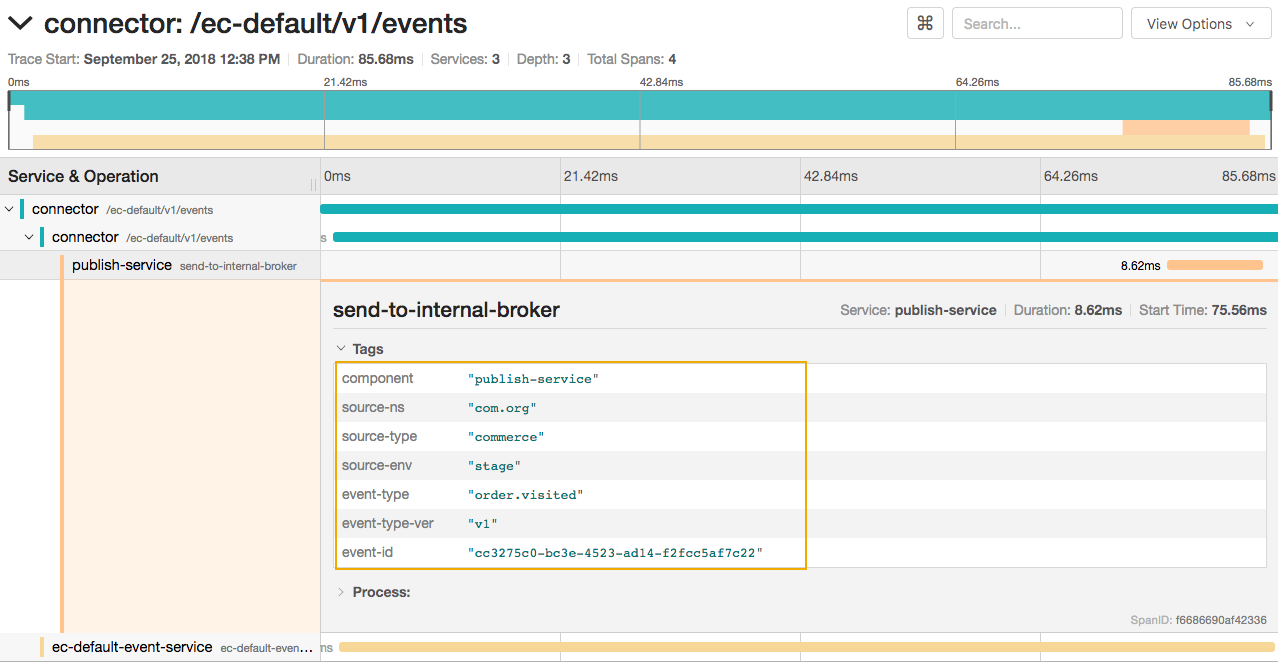 connector: /ec-default/v1/events
⌘ Search... View Options
Trace Start: September 25, 2018 12:38 PM Duration: 85.68ms Services: 3 Depth: 3 Total Spans: 4
0ms 21.42ms 42.84ms 64.26ms 85.68ms
Service & Operation 0ms 21.42ms 42.84ms 64.26ms 85.68ms
connector /ec-default/v1/events
connector /ec-default/v1/events s
publish-service send-to-internal-broker 8.62ms
send-to-internal-broker Service: publish-service Duration: 8.62ms Start Time: 75.56ms
Tags
component "publish-service"
source-ns "com.org"
source-type "commerce"
source-env "stage"
event-type "order.visited"
event-type-ver "v1"
event-id "cc3275c0-bc3e-4523-ad14-f2fcc5af7c22"
Process:
SpanID: f6686690af42336
ec-default-event-service ec-default-even... ms